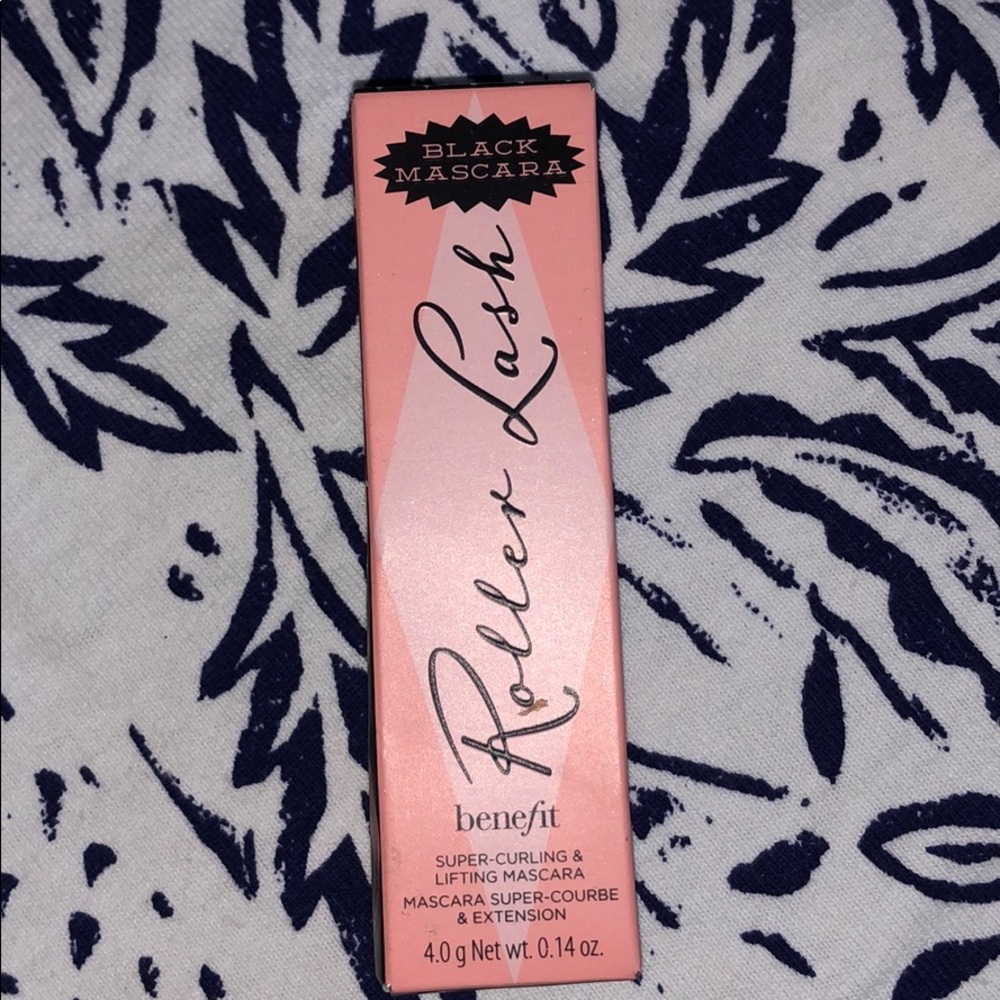 BLACK
MASCARA
Roller Lash
benefit
SUPER-CURLING &
LIFTING MASCARA
MASCARA SUPER-COURBE
& EXTENSION
4.0 g Net wt. 0.14 oz.